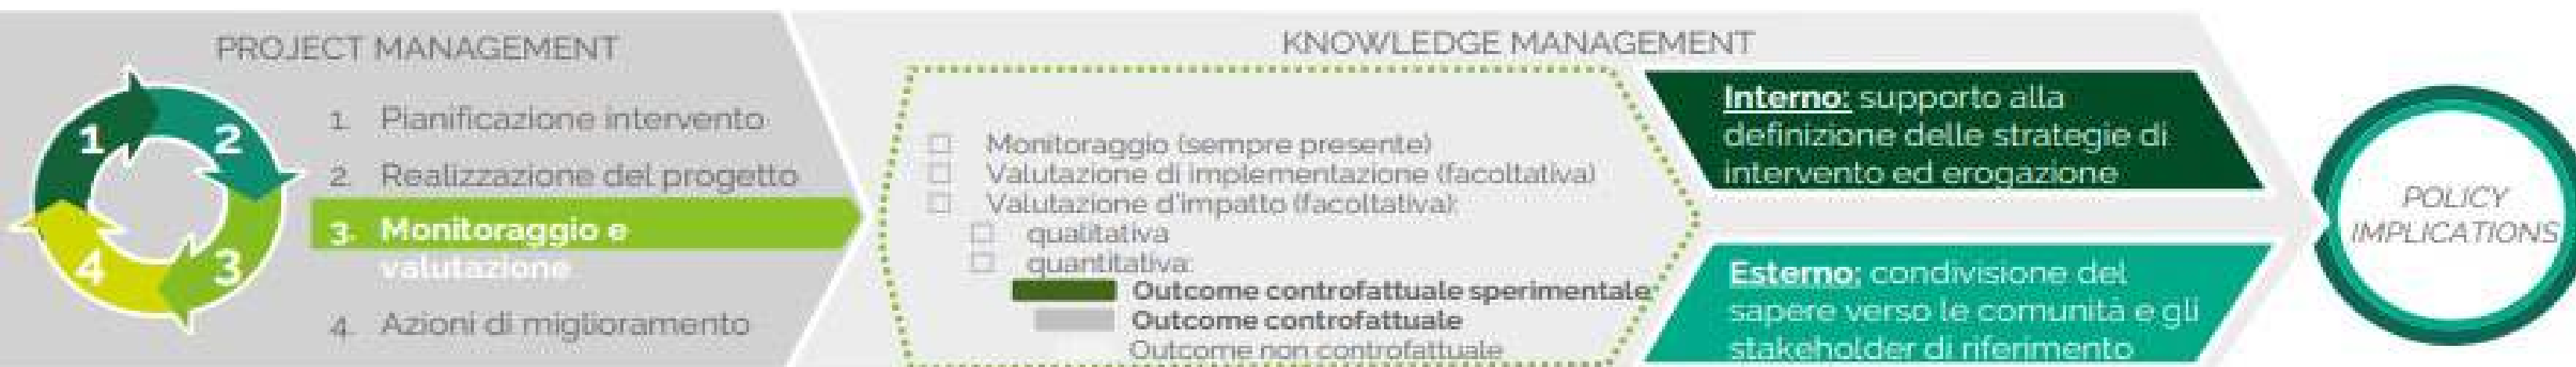 PROJECT MANAGEMENT
1
2
3
4
1. Pianificazione intervento
2. Realizzazione del progetto
3. Monitoraggio e
valutazione
4. Azioni di miglioramento
KNOWLEDGE MANAGEMENT
☐ Monitoraggio (sempre presente)
☐ Valutazione di implementazione (facoltativa)
☐ Valutazione d'impatto (facoltativa):
☐ qualitativa
☐ quantitativa:
Outcome controfattuale sperimentale
Outcome controfattuale
Outcome non controfattuale
Interno: supporto alla
definizione delle strategie di
intervento ed erogazione
Esterno: condivisione del
sapere verso le comunità e gli
stakeholder di riferimento
POLICY
IMPLICATIONS